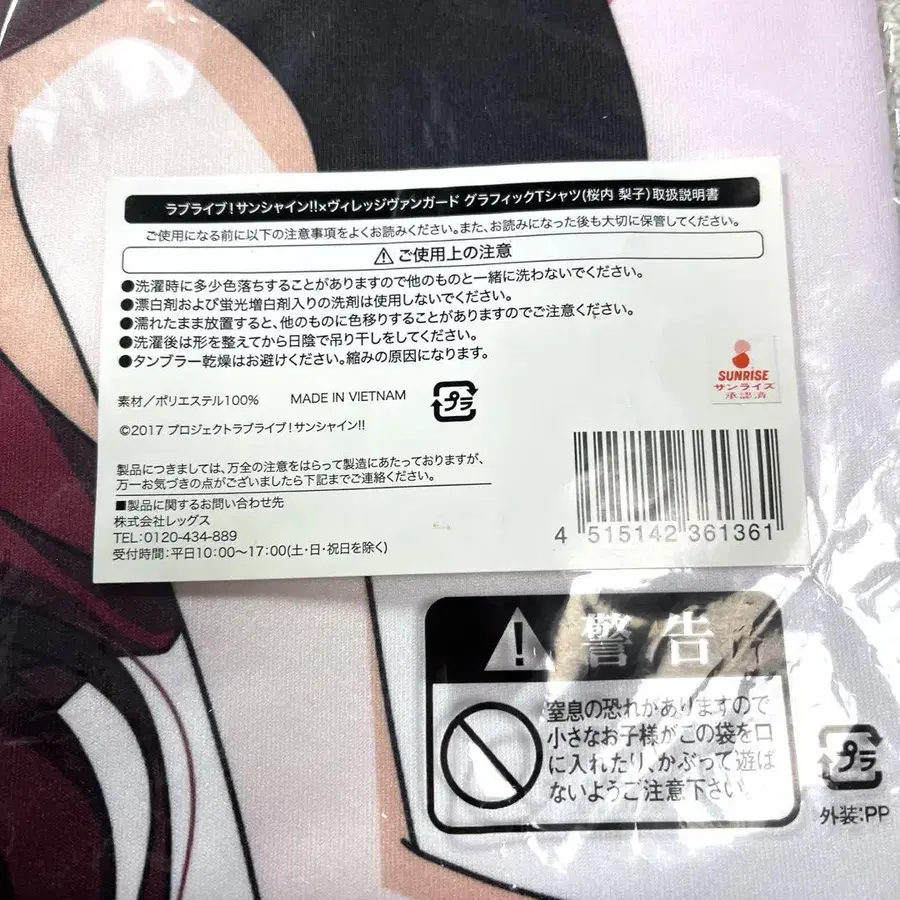 ラブライブ!サンシャイン!!×ヴィレッジヴァンガード グラフィックTシャツ(桜内 梨子)取扱説明書
ご使用になる前に以下の注意事項をよくお読みください。また、お読みになった後も大切に保管してください。
⚠ご使用上の注意
●洗濯時に多少色落ちすることがありますので他のものと一緒に洗わないでください。
●漂白剤および蛍光増白剤入りの洗剤は使用しないでください。
●濡れたまま放置すると、他のものに色移りすることがありますのでご注意ください。
●洗濯後は形を整えてから日陰で吊り干しをしてください。
●タンブラー乾燥はお避けください。縮みの原因になります。
素材/ポリエステル100% MADE IN VIETNAM プラ
©2017 プロジェクトラブライブ!サンシャイン!!
SUNRISE
サンライズ
承認済
製品につきましては、万全の注意をはらって製造にあたっておりますが、
万一お気づきの点がございましたら下記までご連絡ください。
■製品に関するお問い合わせ先
株式会社レッグス
TEL:0120-434-889
受付時間:平日10:00~17:00(土・日・祝日を除く)
4 515142 361361
警告
窒息の恐れがありますので
小さなお子様がこの袋を口
に入れたり、かぶって遊ば
ないようご注意下さい。
プラ
外装:PP